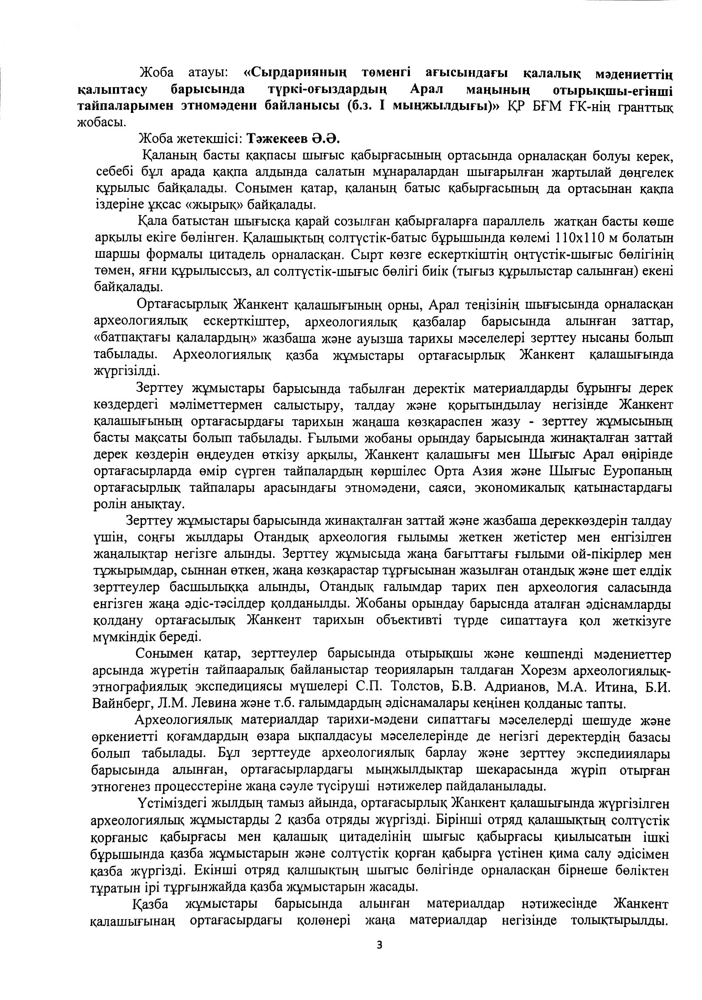 Жоба атауы: «Сырдарияның төменгі ағысындағы қалалық мәдениеттің
қалыптасу барысында түркі-оғыздардың Арал маңының отырықшы-егінші
тайпаларымен этномәдени байланысы (б.з. I мыңжылдығы)» ҚР БҒМ ҒК-нің гранттық
жобасы.
Жоба жетекшісі: Тәжекеев Ә.Ә.
Қаланың басты қақпасы шығыс қабырғасының ортасында орналасқан болуы керек,
себебі бұл арада қақпа алдында салатын мұнаралардан шығарылған жартылай дөңгелек
құрылыс байқалады. Сонымен қатар, қаланың батыс қабырғасының да ортасынан қақпа
іздеріне ұқсас «жырық» байқалады.
Қала батыстан шығысқа қарай созылған қабырғаларға параллель жатқан басты көше
арқылы екіге бөлінген. Қалашықтың солтүстік-батыс бұрышында көлемі 110x110 м болатын
шаршы формалы цитадель орналасқан. Сырт көзге ескерткіштің оңтүстік-шығыс бөлігінің
төмен, яғни құрылыссыз, ал солтүстік-шығыс бөлігі биік (тығыз құрылыстар салынған) екені
байқалады.
Ортағасырлық Жанкент қалашығының орны, Арал теңізінің шығысында орналасқан
археологиялық ескерткіштер, археологиялық қазбалар барысында алынған заттар,
«батпақтағы қалалардың» жазбаша және ауызша тарихы мәселелері зерттеу нысаны болып
табылады. Археологиялық қазба жұмыстары ортағасырлық Жанкент қалашығында
жүргізілді.
Зерттеу жұмыстары барысында табылған деректік материалдарды бұрынғы дерек
көздердегі мәліметтермен салыстыру, талдау және қорытындылау негізінде Жанкент
қалашығының ортағасырдағы тарихын жаңаша көзқараспен жазу - зерттеу жұмысының
басты мақсаты болып табылады. Ғылыми жобаны орындау барысында жинақталған заттай
дерек көздерін өңдеуден өткізу арқылы, Жанкент қалашығы мен Шығыс Арал өңірінде
ортағасырларда өмір сүрген тайпалардың көршілес Орта Азия және Шығыс Еуропаның
ортағасырлық тайпалары арасындағы этномәдени, саяси, экономикалық қатынастардағы
ролін анықтау.
Зерттеу жұмыстары барысында жинақталған заттай және жазбаша дереккөздерін талдау
үшін, соңғы жылдары Отандық археология ғылымы жеткен жетістер мен енгізілген
жаңалықтар негізге алынды. Зерттеу жұмысыда жаңа бағыттағы ғылыми ой-пікірлер мен
тұжырымдар, сыннан өткен, жаңа көзқарастар тұрғысынан жазылған отандық және шет елдік
зерттеулер басшылыққа алынды, Отандық ғалымдар тарих пен археология саласында
енгізген жаңа әдіс-тәсілдер қолданылды. Жобаны орындау барыснда аталған әдіснамларды
қолдану ортағасылық Жанкент тарихын объективті түрде сипаттауға қол жеткізуге
мүмкіндік береді.
Сонымен қатар, зерттеулер барысында отырықшы және көшпенді мәдениеттер
арсында жүретін тайпааралық байланыстар теорияларын талдаған Хорезм археологиялық-
этнографиялық экспедициясы мүшелері С.П. Толстов, Б.В. Адрианов, М.А. Итина, Б.И.
Вайнберг, Л.М. Левина және т.б. ғалымдардың әдіснамалары кеңінен қолданыс тапты.
Археологиялық материалдар тарихи-мәдени сипаттағы мәселелерді шешуде және
өркениетті қоғамдардың өзара ықпалдасуы мәселелерінде де негізгі деректердің базасы
болып табылады. Бұл зерттеуде археологиялық барлау және зерттеу экспедииялары
барысында алынған, ортағасырлардағы мыңжылдықтар шекарасында жүріп отырған
этногенез процесстеріне жаңа сәуле түсіруші нәтижелер пайдаланылады.
Үстіміздегі жылдың тамыз айында, ортағасырлық Жанкент қалашығында жүргізілген
археологиялық жұмыстарды 2 қазба отряды жүргізді. Бірінші отряд қалашықтың солтүстік
қорғаныс қабырғасы мен қалашық цитаделінің шығыс қабырғасы қиылысатын ішкі
бұрышында қазба жұмыстарын және солтүстік қорған қабырға үстінен қима салу әдісімен
қазба жүргізді. Екінші отряд қалшықтың шығыс бөлігінде орналасқан бірнеше бөліктен
тұратын ірі тұрғынжайда қазба жұмыстарын жасады.
Қазба жұмыстары барысында алынған материалдар нәтижесінде Жанкент
қалашығынаң ортағасырдағы қолөнері жаңа материалдар негізінде толықтырылды.
3